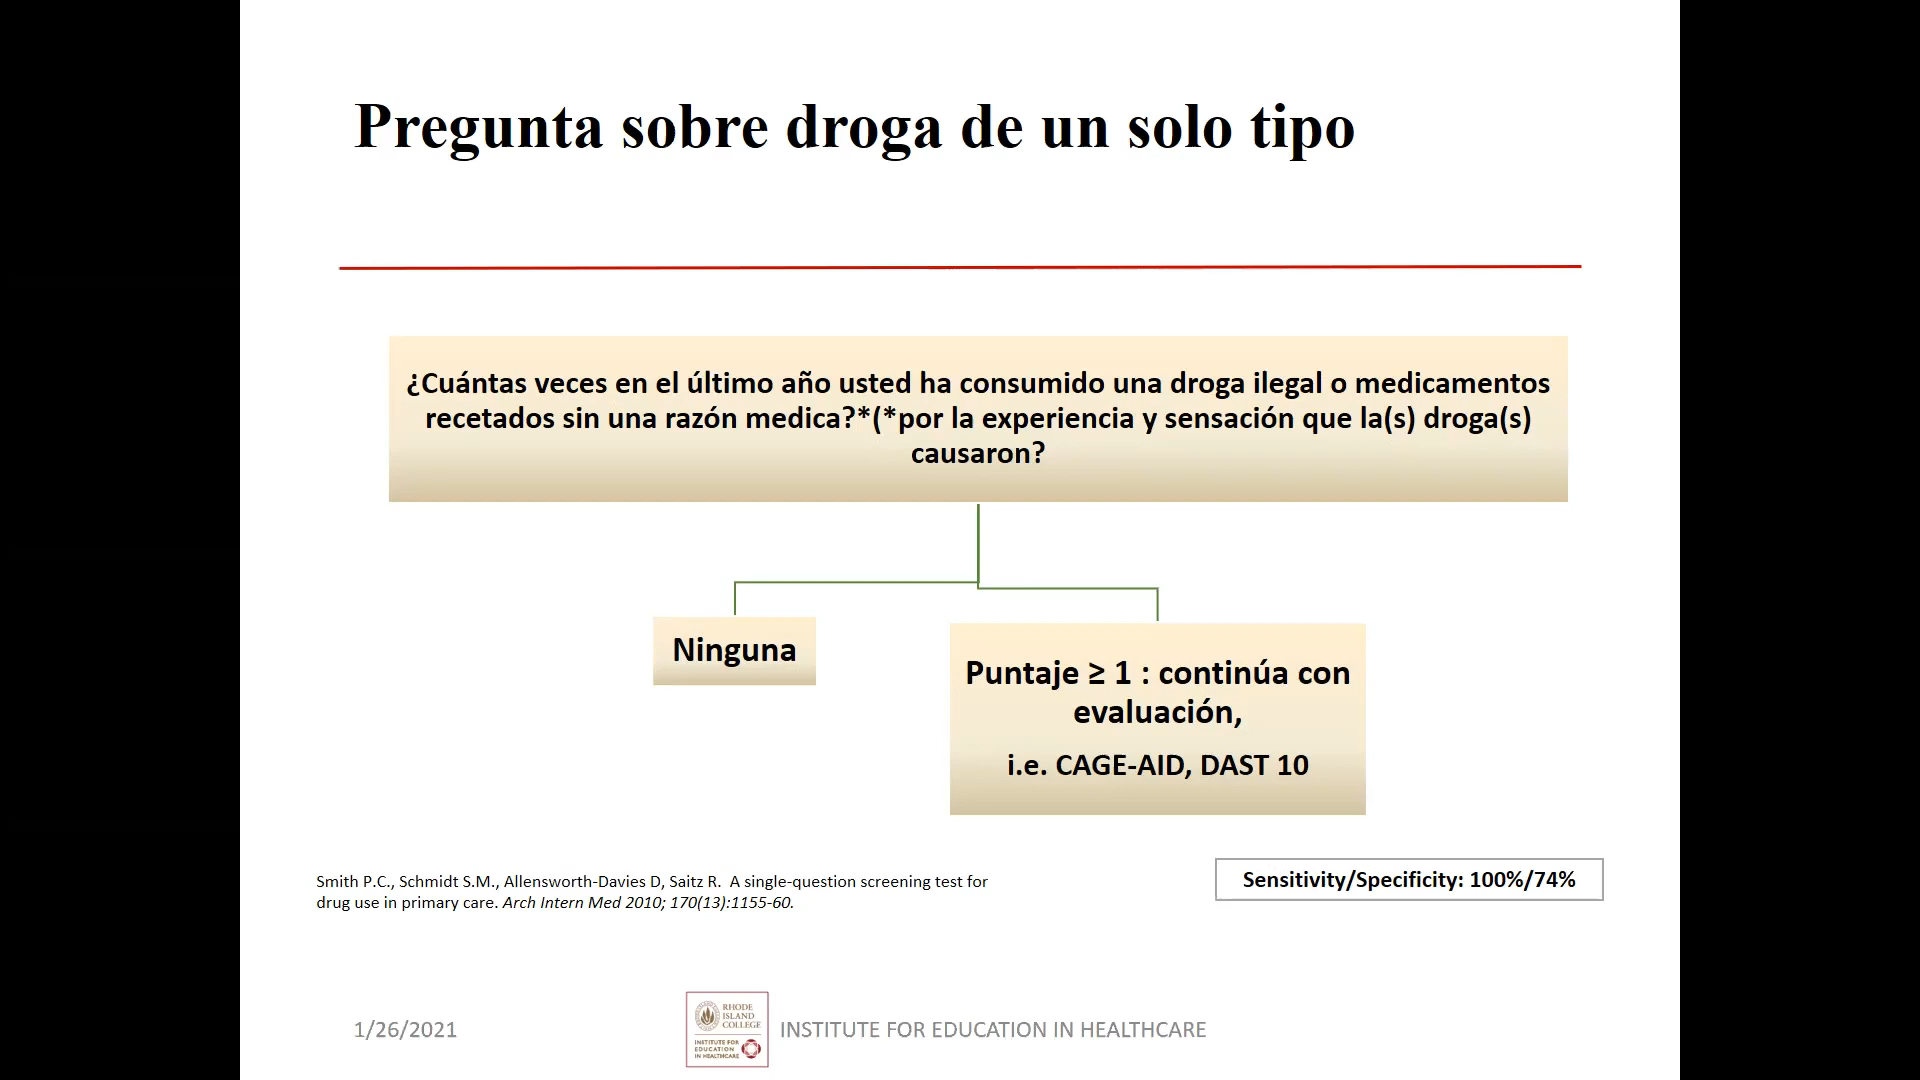 Pregunta sobre droga de un solo tipo
¿Cuántas veces en el último año usted ha consumido una droga ilegal o medicamentos
recetados sin una razón medica?*(*por la experiencia y sensación que la(s) droga(s)
causaron?
Ninguna
Puntaje ≥ 1 : continúa con
evaluación,
i.e. CAGE-AID, DAST 10
Smith P.C., Schmidt S.M., Allensworth-Davies D, Saitz R.  A single-question screening test for
drug use in primary care. Arch Intern Med 2010; 170(13):1155-60.
Sensitivity/Specificity: 100%/74%
1/26/2021
RHODE
ISLAND
COLLEGE
INSTITUTE FOR
EDUCATION
IN HEALTHCARE
INSTITUTE FOR EDUCATION IN HEALTHCARE